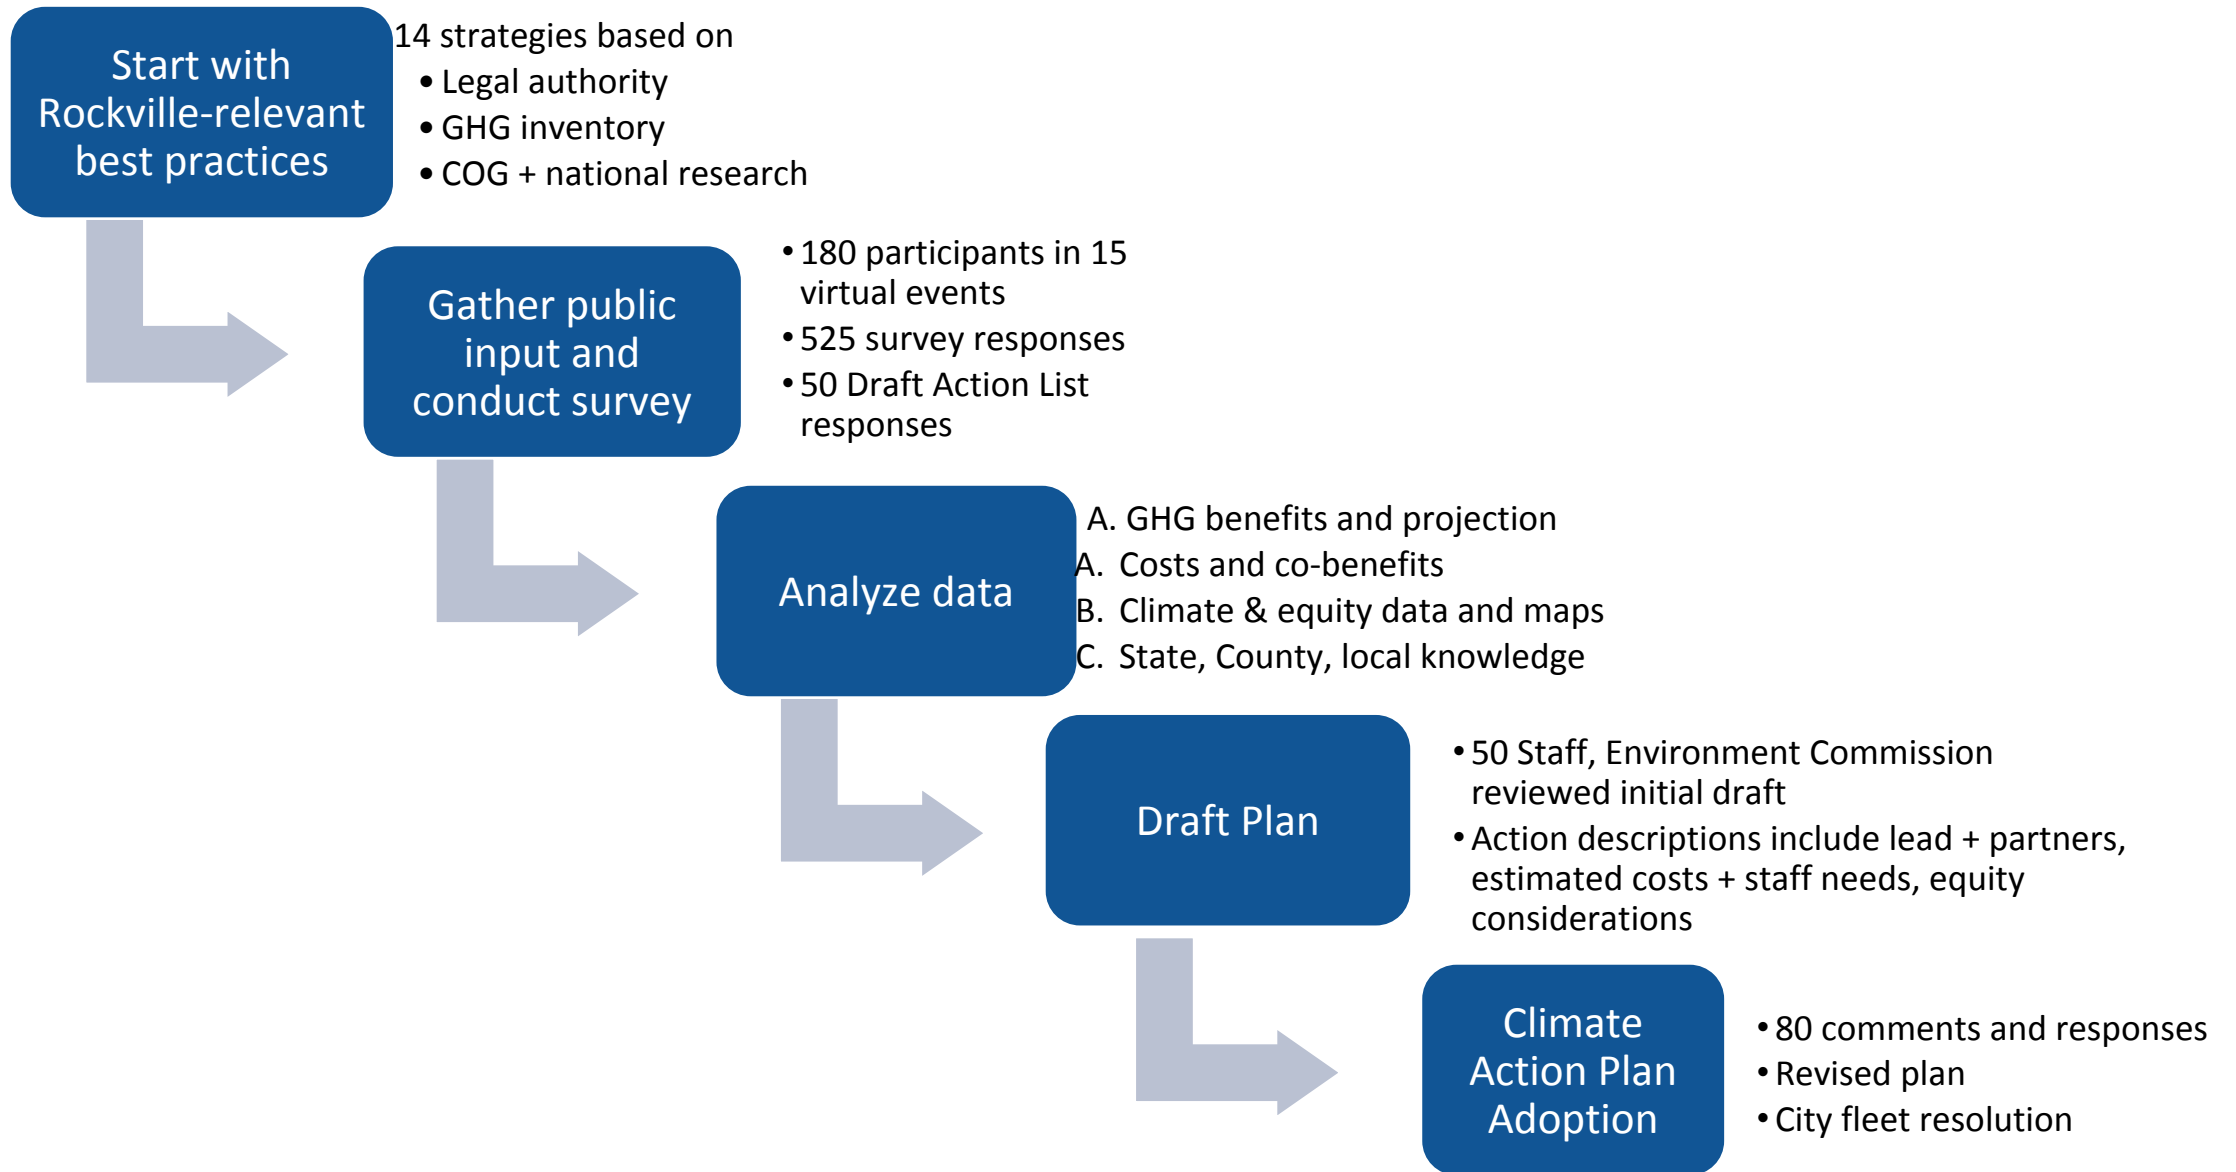 Start with
Rockville-relevant
best practices
14 strategies based on
• Legal authority
• GHG inventory
• COG + national research
Gather public
input and
conduct survey
• 180 participants in 15
virtual events
• 525 survey responses
• 50 Draft Action List
responses
Analyze data
A. GHG benefits and projection
A. Costs and co-benefits
B. Climate & equity data and maps
C. State, County, local knowledge
Draft Plan
• 50 Staff, Environment Commission
reviewed initial draft
• Action descriptions include lead + partners,
estimated costs + staff needs, equity
considerations
Climate
Action Plan
Adoption
• 80 comments and responses
• Revised plan
• City fleet resolution